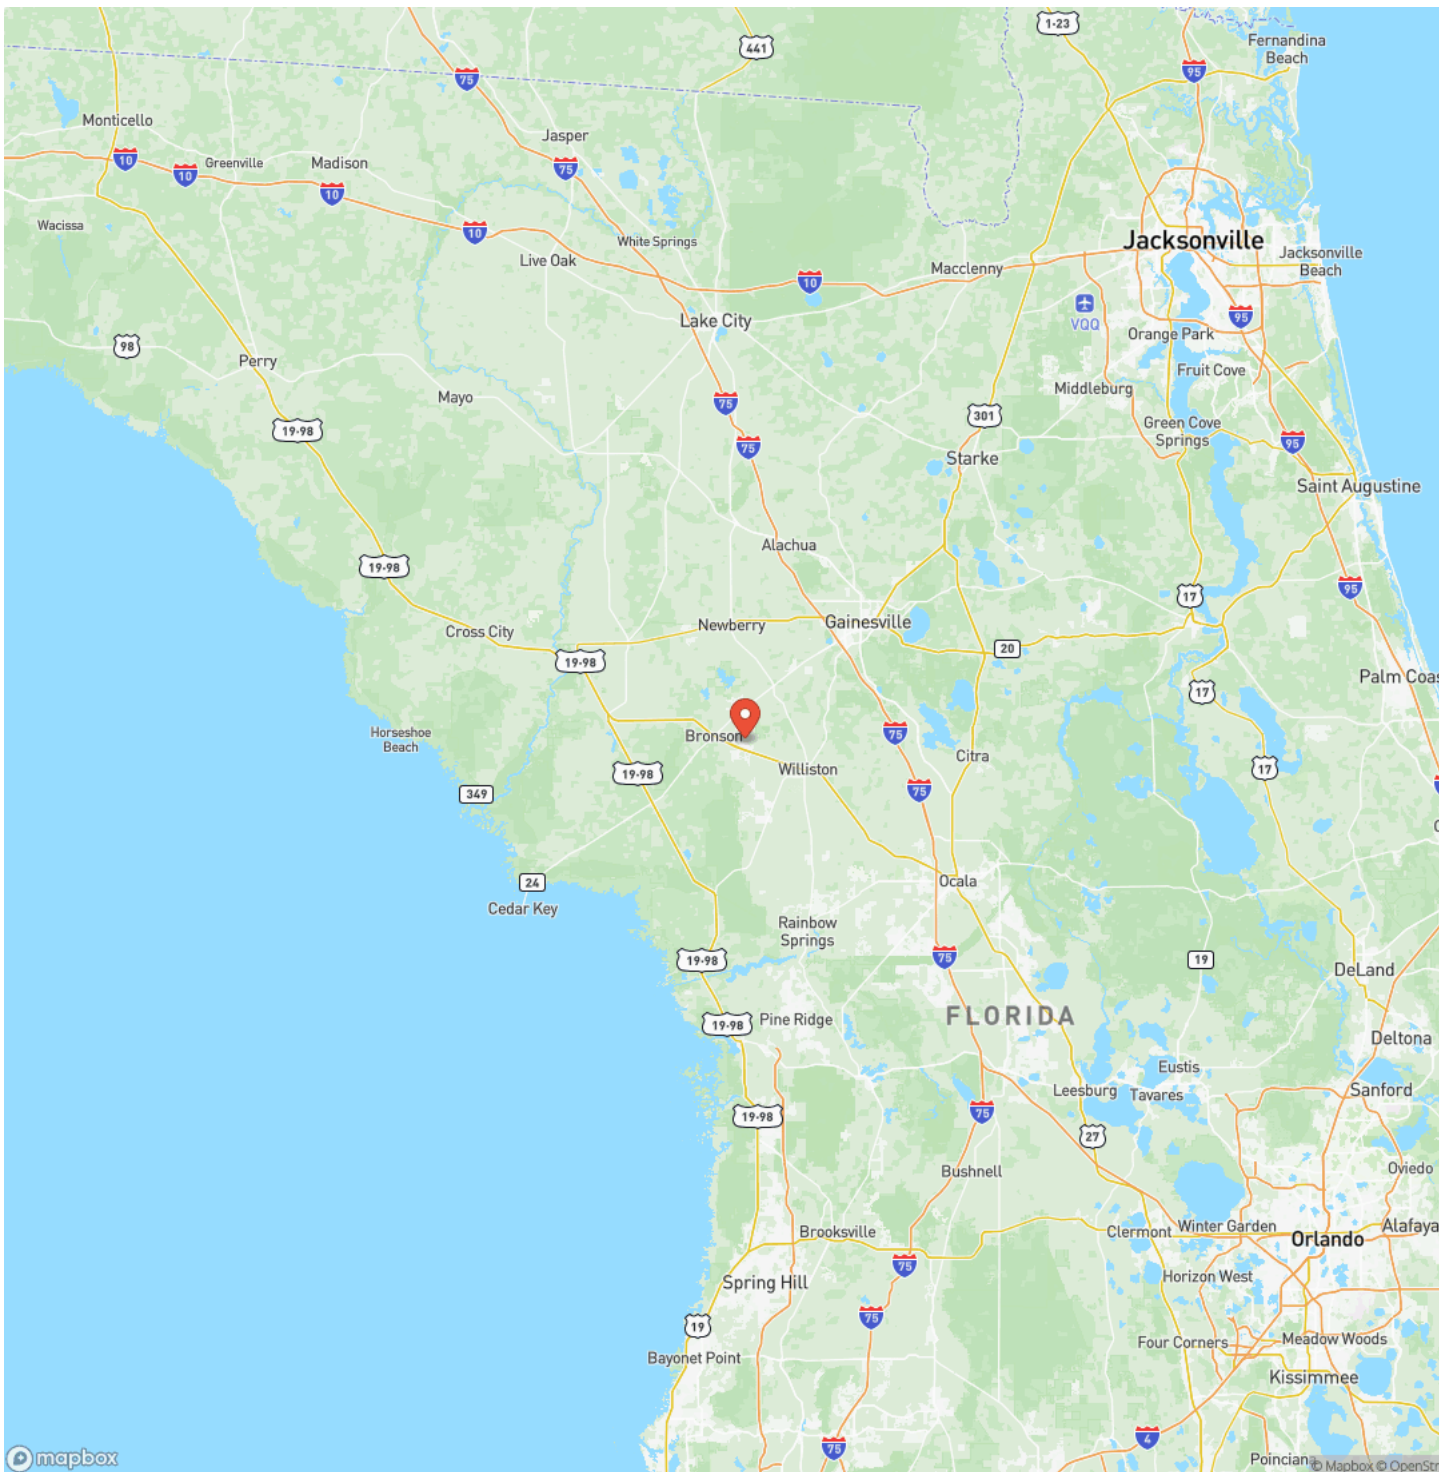 1-23
441
Fernandina
Beach
75
95
Monticello
Jasper
10
Greenville
Madison
75
10
10
Wacissa
10
White Springs
Jacksonville
Live Oak
Macclenny
Jacksonville
Beach
10
VQQ
95
Lake City
Orange Park
98
Perry
Fruit Cove
Mayo
Middleburg
75
301
19-98
Green Cove
Springs
75
95
Starke
Saint Augustine
Alachua
19-98
17
95
Newberry
Gainesville
Cross City
20
19-98
Palm Coas
17
Horseshoe
Beach
Bronson
75
Citra
19-98
Williston
17
349
75
24
Ocala
Cedar Key
Rainbow
Springs
19-98
75
19
DeLand
19-98
Pine Ridge
FLORIDA
Deltona
Eustis
Leesburg
Tavares
Sanford
19-98
75
27
Bushnell
Oviedo
Brooksville
Clermont
Winter Garden
Orlando
Alafaya
75
Spring Hill
Horizon West
75
19
Four Corners
Meadow Woods
Bayonet Point
Kissimmee
4
75
mapbox
Poinciana
© Mapbox © OpenStr